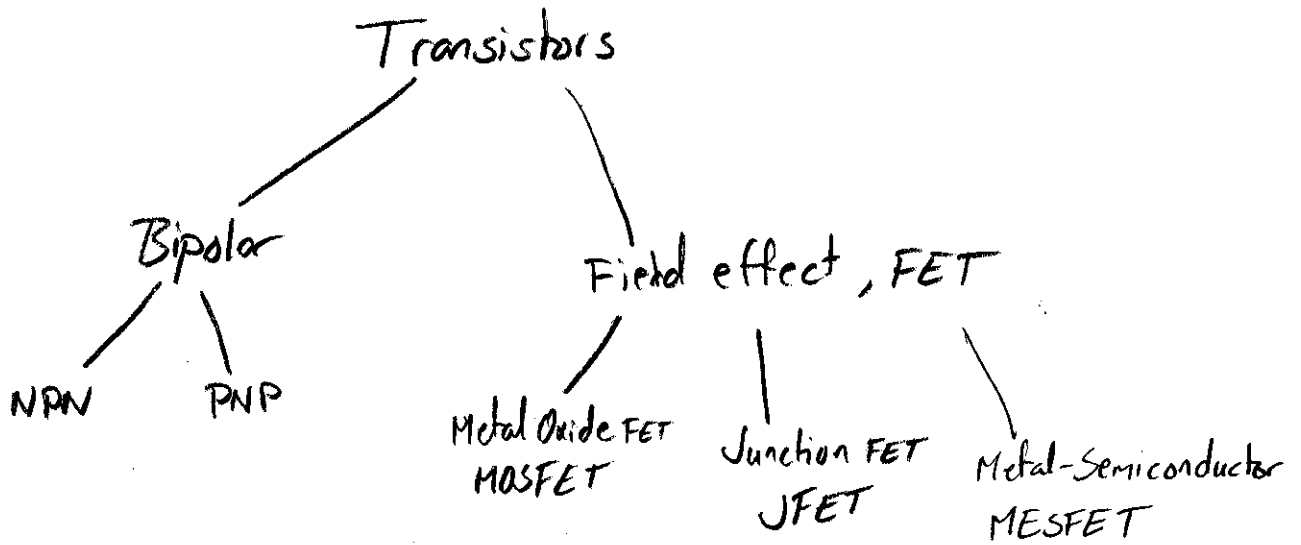 Transistors
Bipolar
Field effect, FET
NPN
PNP
Metal Oxide FET
MOSFET
Junction FET
JFET
Metal-Semiconductor
MESFET